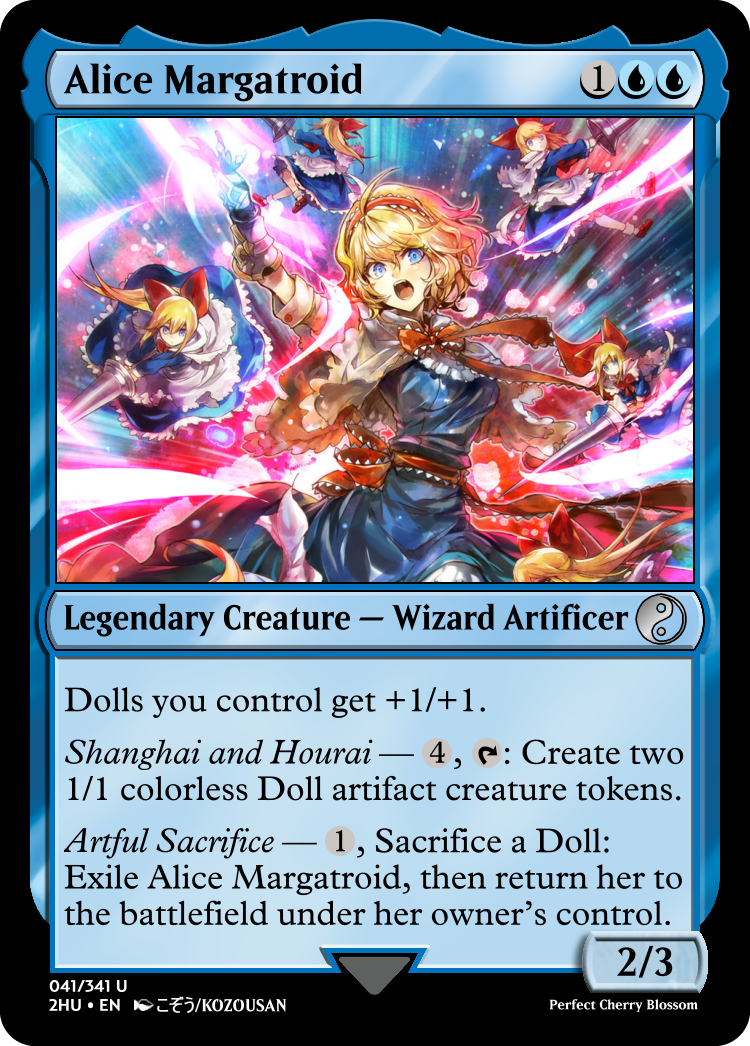 Alice Margatroid 1
Legendary Creature — Wizard Artificer
Dolls you control get +1/+1.
Shanghai and Hourai — 4, : Create two
1/1 colorless Doll artifact creature tokens.
Artful Sacrifice — 1, Sacrifice a Doll:
Exile Alice Margatroid, then return her to
the battlefield under her owner's control.
2/3
041/341 U
2HU • EN こぞう/KOZOUSAN
Perfect Cherry Blossom